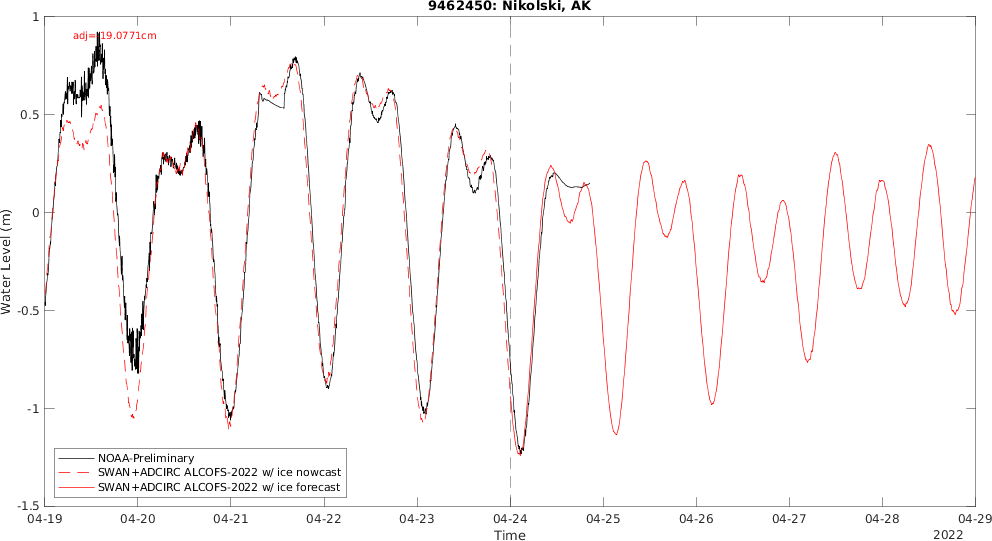 9462450: Nikolski, AK
adj=-19.0771cm
Water Level (m)
1
0.5
0
-0.5
-1
-1.5
NOAA-Preliminary
SWAN+ADCIRC ALCOFS-2022 w/ ice nowcast
SWAN+ADCIRC ALCOFS-2022 w/ ice forecast
04-19 04-20 04-21 04-22 04-23 04-24 04-25 04-26 04-27 04-28 04-29
Time
2022